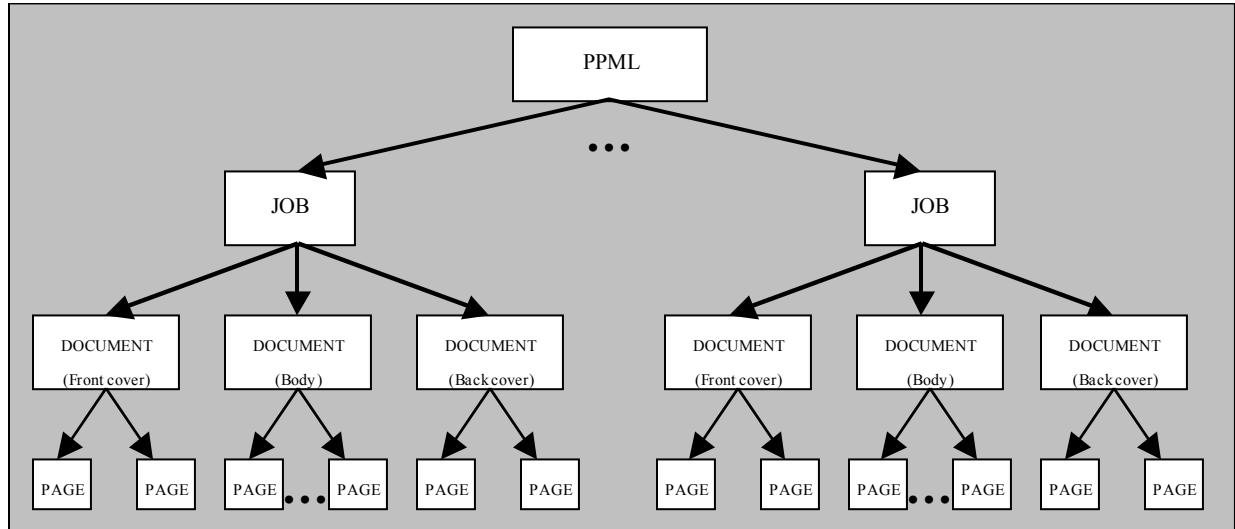 PPML
...
JOB JOB
DOCUMENT DOCUMENT DOCUMENT DOCUMENT DOCUMENT DOCUMENT
(Front cover) (Body) (Back cover) (Front cover) (Body) (Back cover)
PAGE PAGE PAGE ... PAGE PAGE PAGE PAGE PAGE PAGE ... PAGE PAGE PAGE